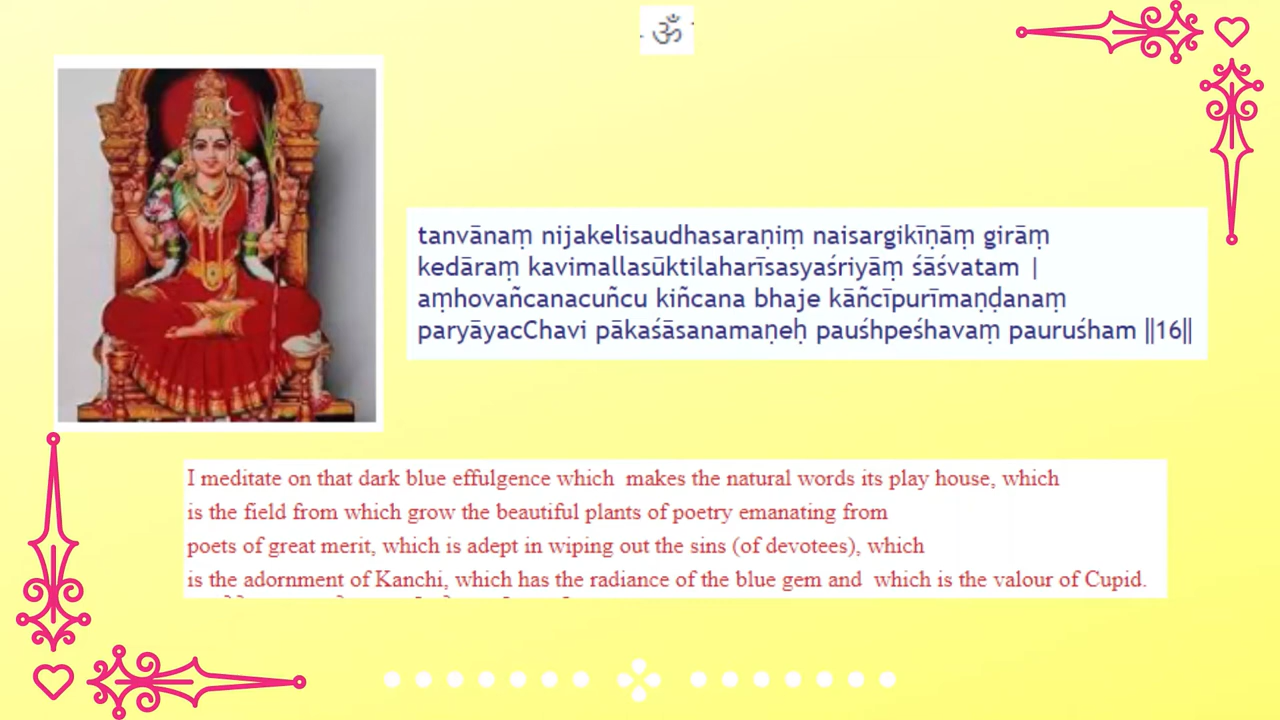 ॐ
tanvānaṃ nijakelisaudhasaraṇiṃ naisargikīṇāṃ girāṃ
kedāraṃ kavimallasūktilaharīsasyaśriyāṃ śāśvatam |
aṃhovañcanacuñcu kiñcana bhaje kāñcīpurīmaṇḍanaṃ
paryāyacChavi pākaśāsanamaṇeḥ pauśhpeśhavaṃ pauruśham ||16||
I meditate on that dark blue effulgence which makes the natural words its play house, which
is the field from which grow the beautiful plants of poetry emanating from
poets of great merit, which is adept in wiping out the sins (of devotees), which
is the adornment of Kanchi, which has the radiance of the blue gem and which is the valour of Cupid.